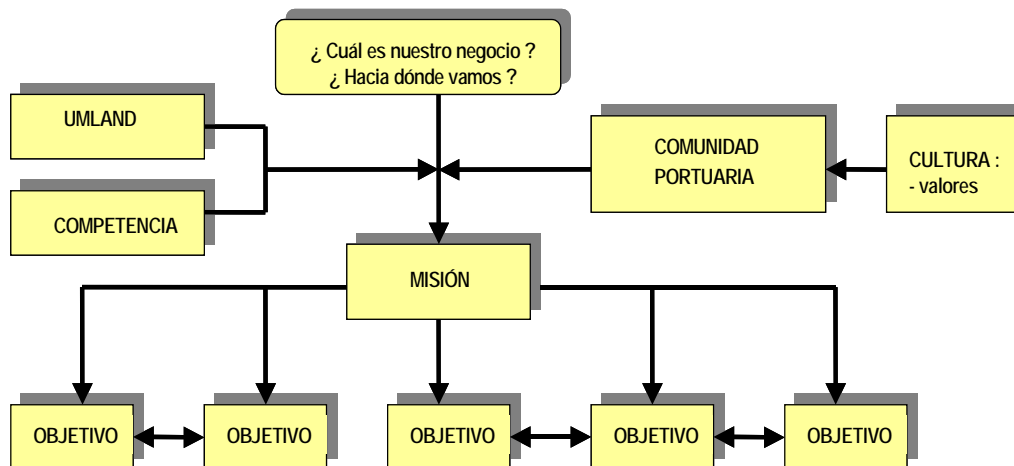 ¿ Cuál es nuestro negocio ?
¿ Hacia dónde vamos ?
UMLAND
COMPETENCIA
COMUNIDAD
PORTUARIA
CULTURA :
- valores
MISIÓN
OBJETIVO
OBJETIVO
OBJETIVO
OBJETIVO
OBJETIVO